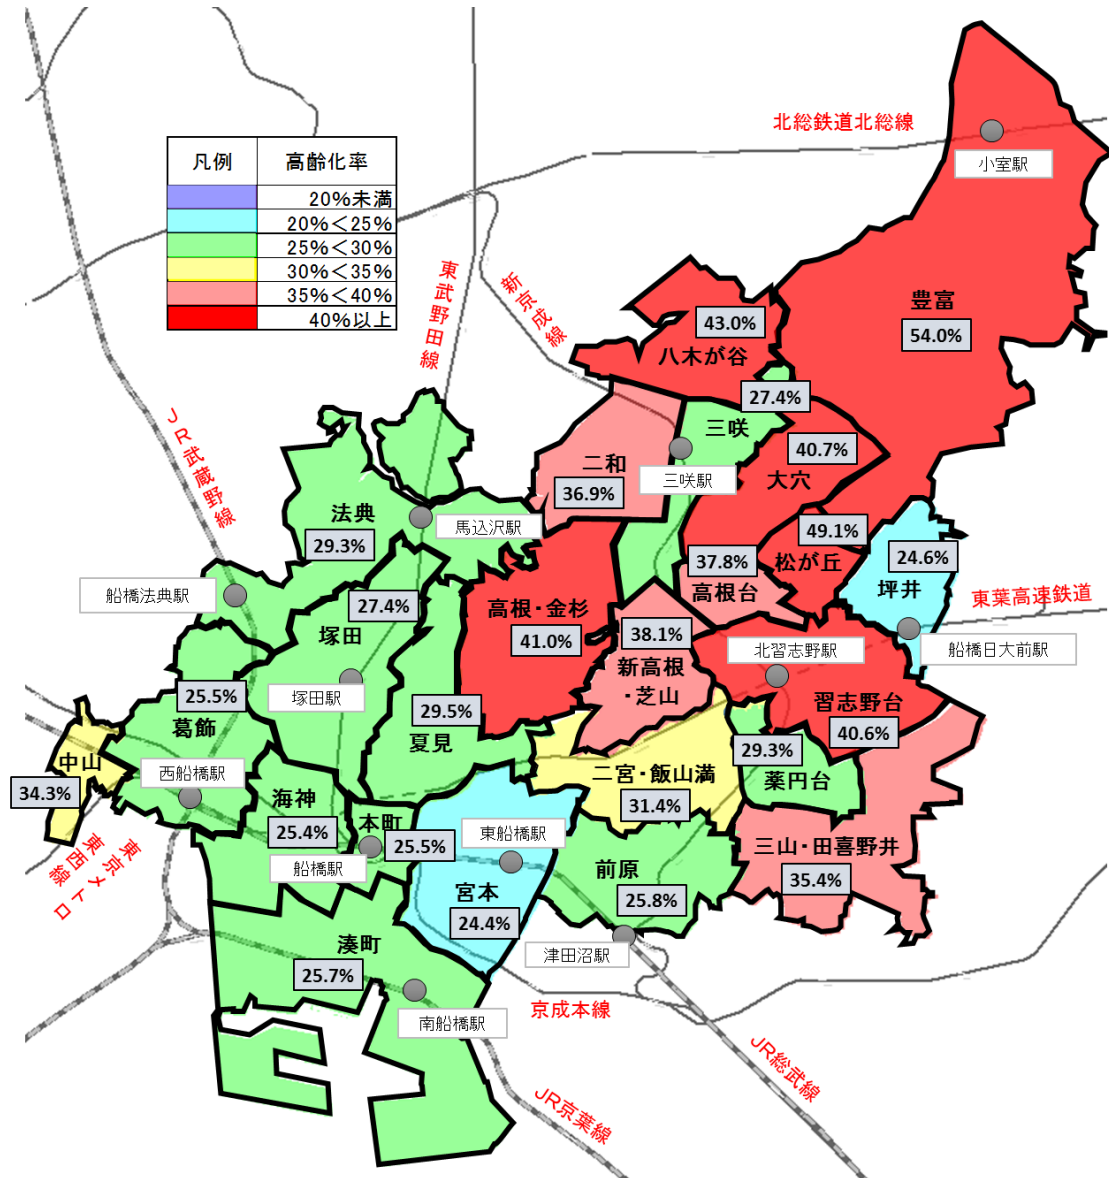 北総鉄道北総線
小室駅
凡例 高齢化率
20%未満
20%<25%
25%<30%
30%<35%
35%<40%
40%以上
東武野田線
新京成線
豊富
54.0%
43.0%
八木が谷
27.4%
三咲
40.7%
大穴
二和
36.9%
三咲駅
JR武蔵野線
法典
29.3%
馬込沢駅
49.1%
松が丘
37.8%
高根台
24.6%
坪井
東葉高速鉄道
船橋日大前駅
船橋法典駅
27.4%
塚田
高根・金杉
41.0%
38.1%
新高根
・芝山
北習志野駅
習志野台
40.6%
塚田駅
25.5%
葛飾
29.5%
夏見
29.3%
薬円台
中山
34.3%
西船橋駅
二宮・飯山満
31.4%
海神
25.4%
本町
25.5%
船橋駅
東船橋駅
三山・田喜野井
35.4%
前原
25.8%
宮本
24.4%
東京メトロ
東西線
湊町
25.7%
津田沼駅
南船橋駅
京成本線
JR総武線
JR京葉線